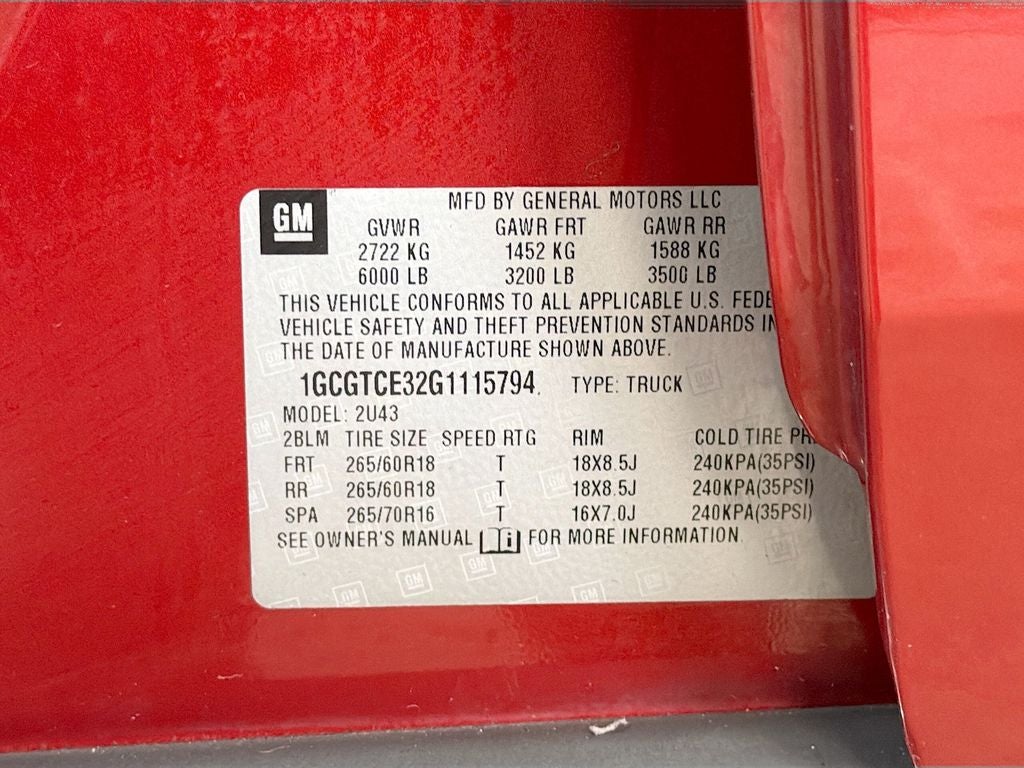 GM
MFD BY GENERAL MOTORS LLC
GVWR GAWR FRT GAWR RR
2722 KG 1452 KG 1588 KG
6000 LB 3200 LB 3500 LB
THIS VEHICLE CONFORMS TO ALL APPLICABLE U.S. FEDE
VEHICLE SAFETY AND THEFT PREVENTION STANDARDS IN
THE DATE OF MANUFACTURE SHOWN ABOVE.
1GCGTCE32G1115794 TYPE: TRUCK
MODEL: 2U43
2BLM TIRE SIZE SPEED RTG RIM COLD TIRE PR
FRT 265/60R18 T 18X8.5J 240KPA(35PSI)
RR 265/60R18 T 18X8.5J 240KPA(35PSI)
SPA 265/70R16 T 16X7.0J 240KPA(35PSI)
SEE OWNER'S MANUAL i FOR MORE INFORMATION.